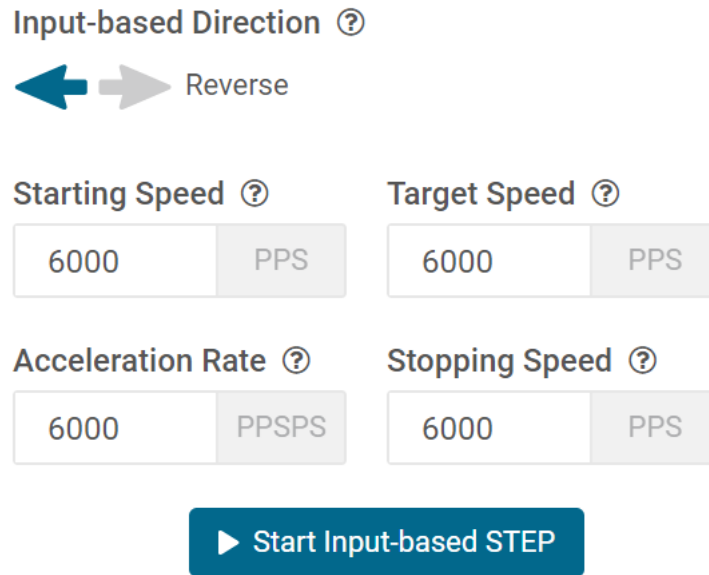 Input-based Direction ?
Reverse
Starting Speed ? Target Speed ?
6000 PPS 6000 PPS
Acceleration Rate ? Stopping Speed ?
6000 PPSPS 6000 PPS
Start Input-based STEP